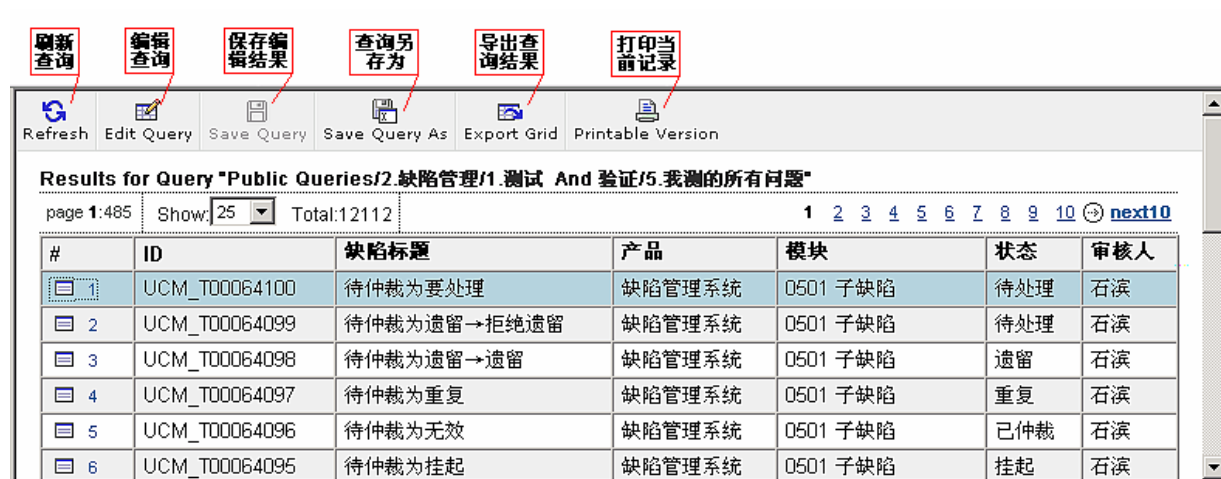 刷新查询
编辑查询
保存编辑结果
查询另存为
导出查询结果
打印当前记录
Refresh Edit Query Save Query Save Query As Export Grid Printable Version
Results for Query "Public Queries/2.缺陷管理/1.测试 And 验证/5.我测的所有问题"
page 1:485 Show: 25 Total:12112 1 2 3 4 5 6 7 8 9 10 next10
# ID 缺陷标题 产品 模块 状态 审核人
1 UCM_T00064100 待仲裁为要处理 缺陷管理系统 0501 子缺陷 待处理 石滨
2 UCM_T00064099 待仲裁为遗留→拒绝遗留 缺陷管理系统 0501 子缺陷 待处理 石滨
3 UCM_T00064098 待仲裁为遗留→遗留 缺陷管理系统 0501 子缺陷 遗留 石滨
4 UCM_T00064097 待仲裁为重复 缺陷管理系统 0501 子缺陷 重复 石滨
5 UCM_T00064096 待仲裁为无效 缺陷管理系统 0501 子缺陷 已仲裁 石滨
6 UCM_T00064095 待仲裁为挂起 缺陷管理系统 0501 子缺陷 挂起 石滨